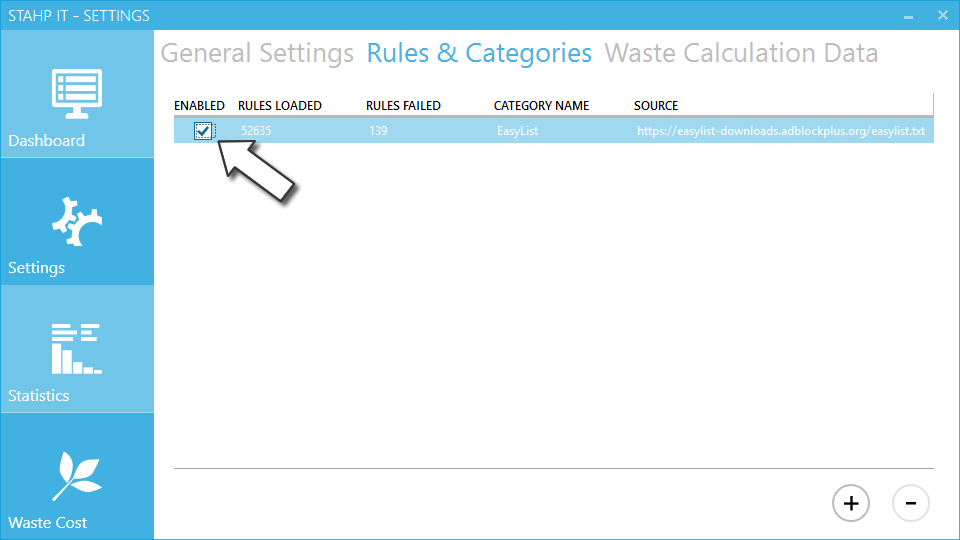 STAHP IT - SETTINGS
General Settings Rules & Categories Waste Calculation Data
ENABLED RULES LOADED RULES FAILED CATEGORY NAME SOURCE
52635 139 EasyList https://easylist-downloads.adblockplus.org/easylist.txt
Dashboard
Settings
Statistics
Waste Cost